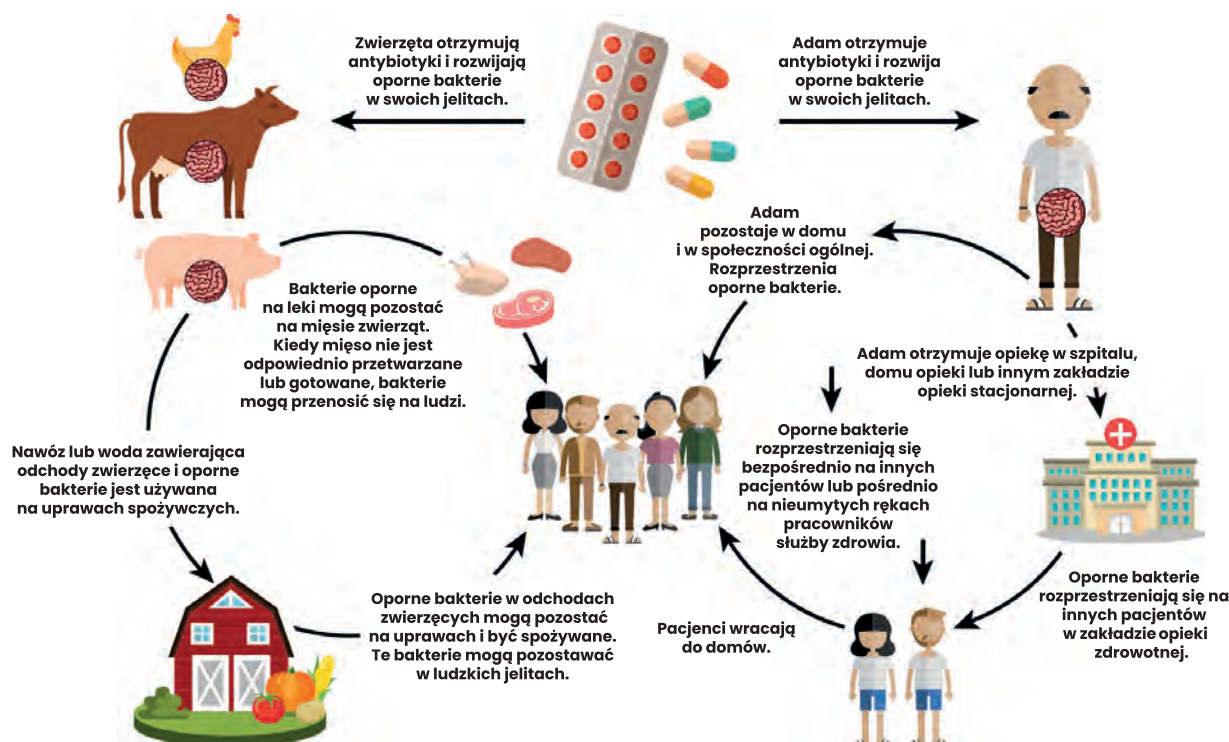 Zwierzęta otrzymują
antybiotyki i rozwijają
oporne bakterie
w swoich jelitach.
Adam otrzymuje
antybiotyki i rozwija
oporne bakterie
w swoich jelitach.
Adam
pozostaje w domu
i w społeczności ogólnej.
Rozprzestrzenia
oporne bakterie.
Bakterie oporne
na leki mogą pozostać
na mięsie zwierząt.
Kiedy mięso nie jest
odpowiednio przetwarzane
lub gotowane, bakterie
mogą przenosić się na ludzi.
Adam otrzymuje opiekę w szpitalu,
domu opieki lub innym zakładzie
opieki stacjonarnej.
Nawóz lub woda zawierająca
odchody zwierzęce i oporne
bakterie jest używana
na uprawach spożywczych.
Oporne bakterie
rozprzestrzeniają się
bezpośrednio na innych
pacjentów lub pośrednio
na nieumytych rękach
pracowników
służby zdrowia.
Oporne bakterie w odchodach
zwierzęcych mogą pozostać
na uprawach i być spożywane.
Te bakterie mogą pozostawać
w ludzkich jelitach.
Pacjenci wracają
do domów.
Oporne bakterie
rozprzestrzeniają się na
innych pacjentów
w zakładzie opieki
zdrowotnej.